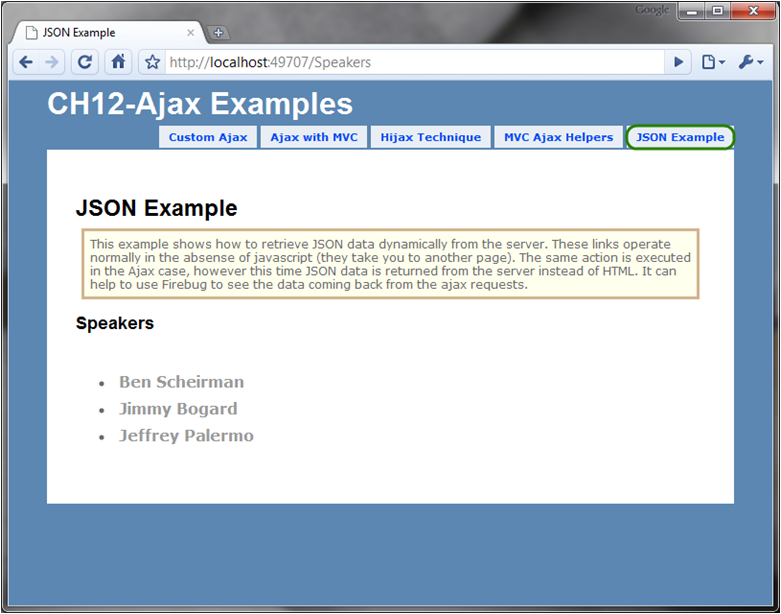 Google
JSON Example
http://localhost:49707/Speakers
CH12-Ajax Examples
Custom Ajax
Ajax with MVC
Hijax Technique
MVC Ajax Helpers
JSON Example
JSON Example
This example shows how to retrieve JSON data dynamically from the server. These links operate
normally in the absense of javascript (they take you to another page). The same action is executed
in the Ajax case, however this time JSON data is returned from the server instead of HTML. It can
help to use Firebug to see the data coming back from the ajax requests.
Speakers
Ben Scheirman
Jimmy Bogard
Jeffrey Palermo